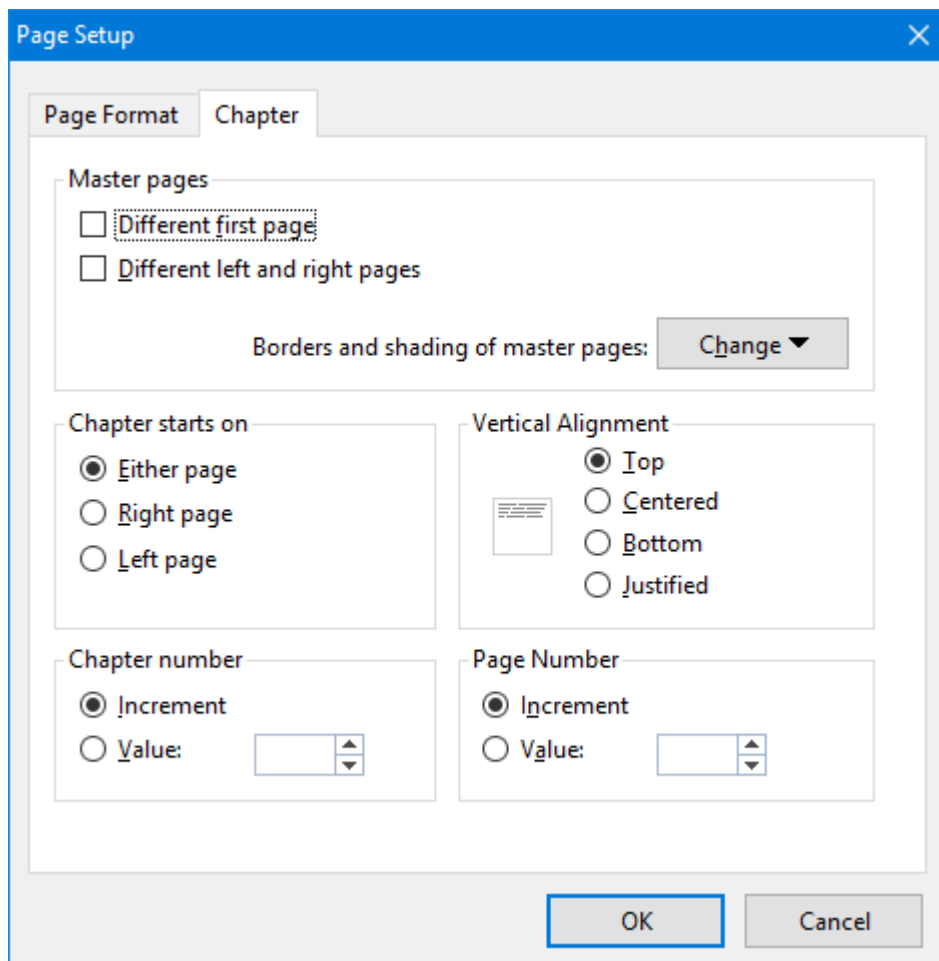 Page Setup
Page Format Chapter
Master pages
Different first page
Different left and right pages
Borders and shading of master pages: Change
Chapter starts on
Either page
Right page
Left page
Vertical Alignment
Top
Centered
Bottom
Justified
Chapter number
Increment
Value:
Page Number
Increment
Value:
OK Cancel